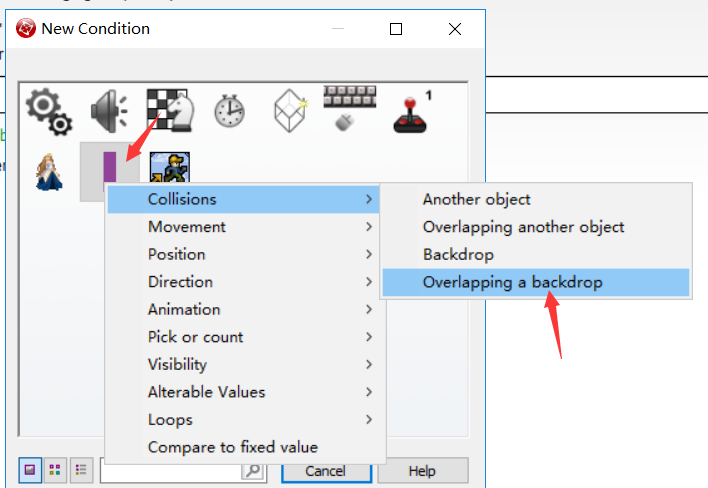 New Condition
1
Collisions
Another object
Movement
Overlapping another object
Position
Backdrop
Direction
Overlapping a backdrop
Animation
Pick or count
Visibility
Alterable Values
Loops
Compare to fixed value
Cancel
Help